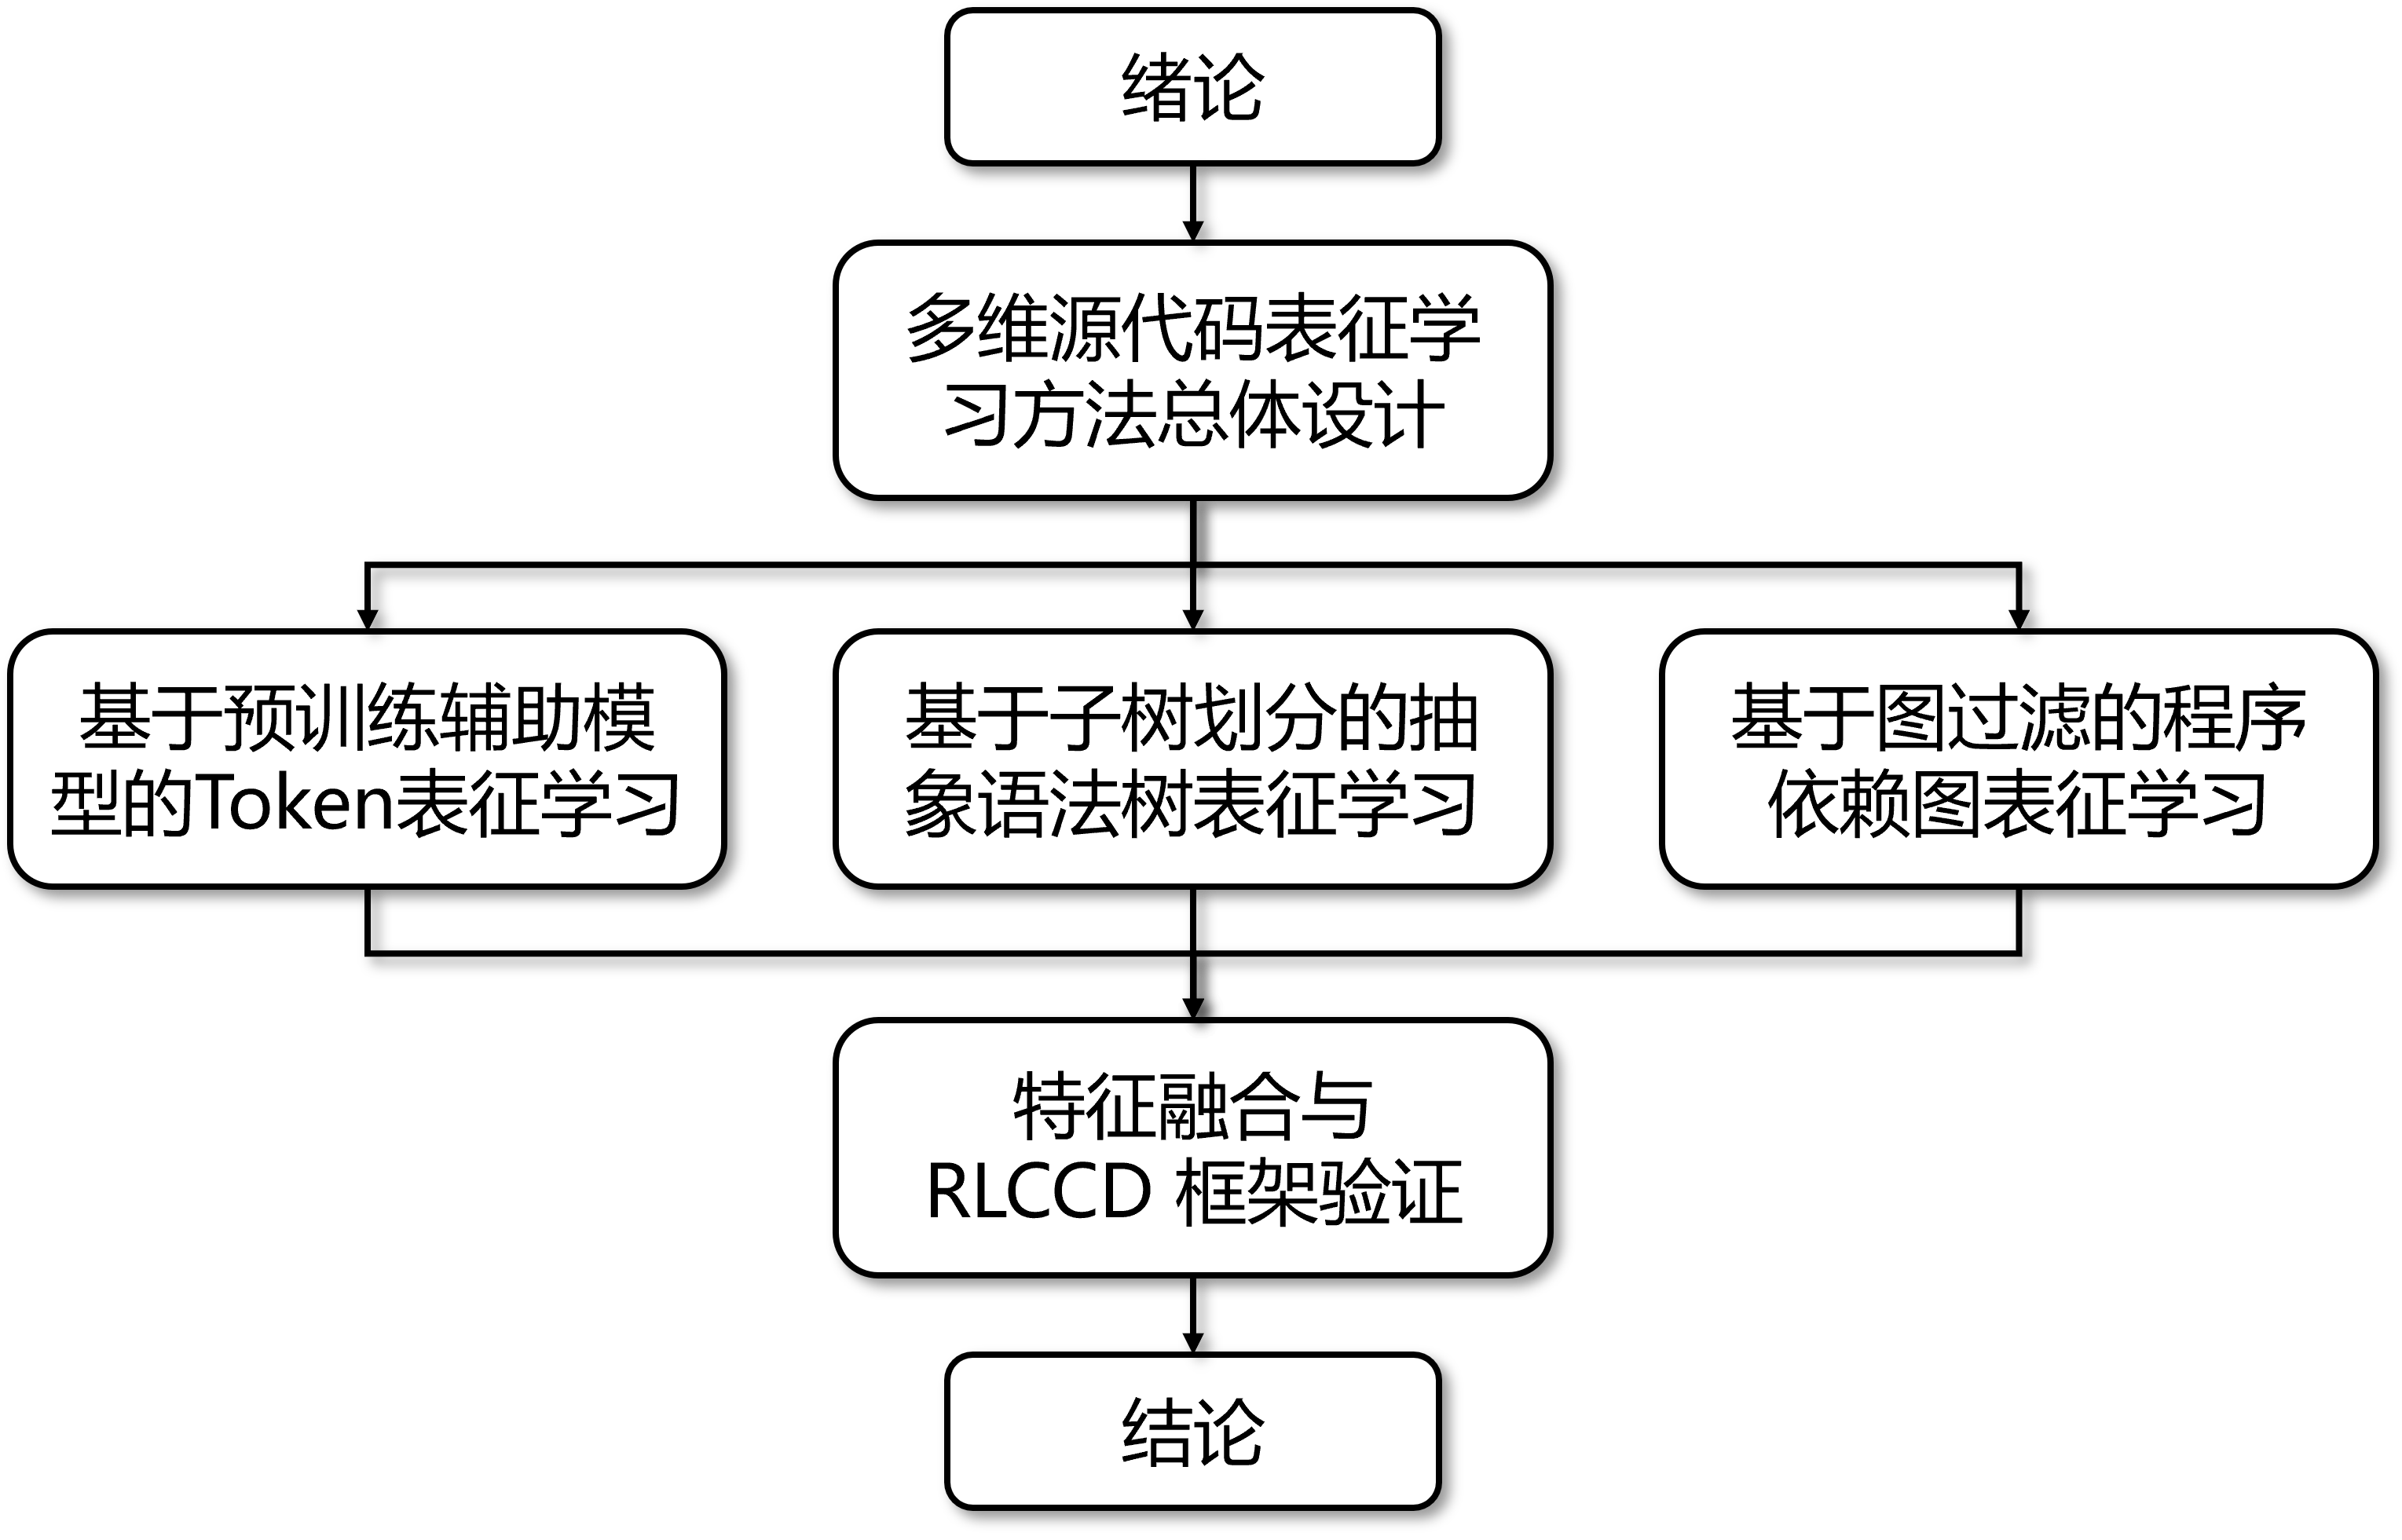 绪论
多维源代码表征学
习方法总体设计
基于预训练辅助模
型的Token表征学习
基于子树划分的抽
象语法树表征学习
基于图过滤的程序
依赖图表征学习
特征融合与
RLCCD 框架验证
结论